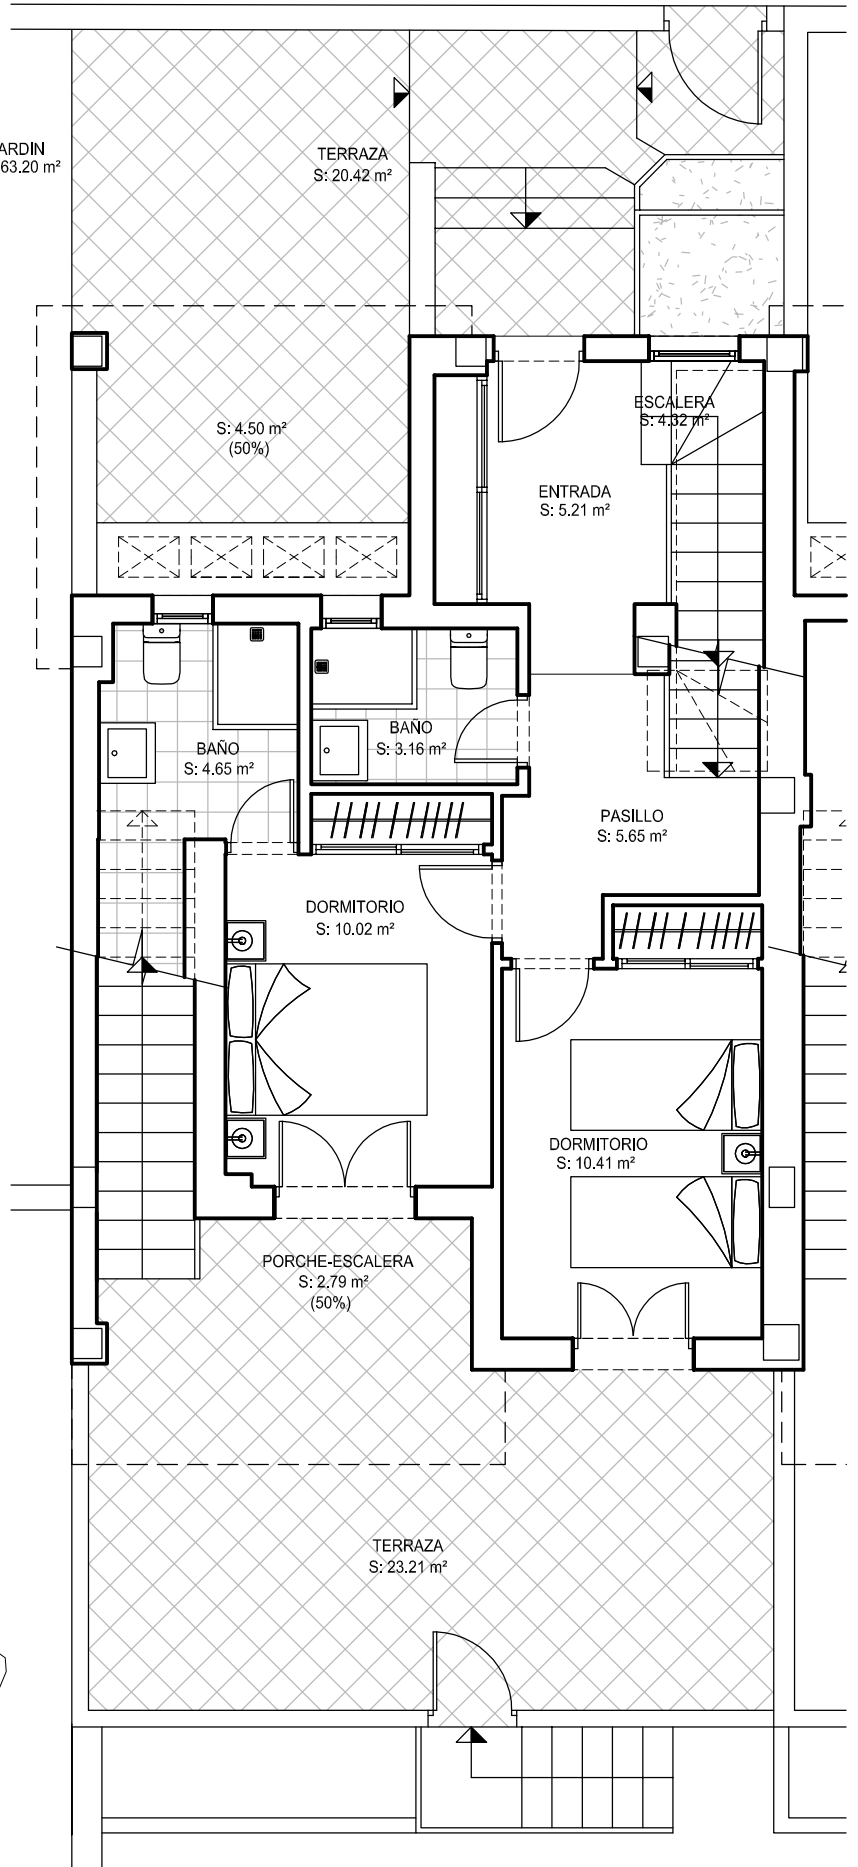 ARDIN
63.20 m²
TERRAZA
S: 20.42 m²
S: 4.50 m²
(50%)
ESCALERA
S: 4.32 m²
ENTRADA
S: 5.21 m²
BAÑO
S: 4.65 m²
BAÑO
S: 3.16 m²
PASILLO
S: 5.65 m²
DORMITORIO
S: 10.02 m²
DORMITORIO
S: 10.41 m²
PORCHE-ESCALERA
S: 2.79 m²
(50%)
TERRAZA
S: 23.21 m²